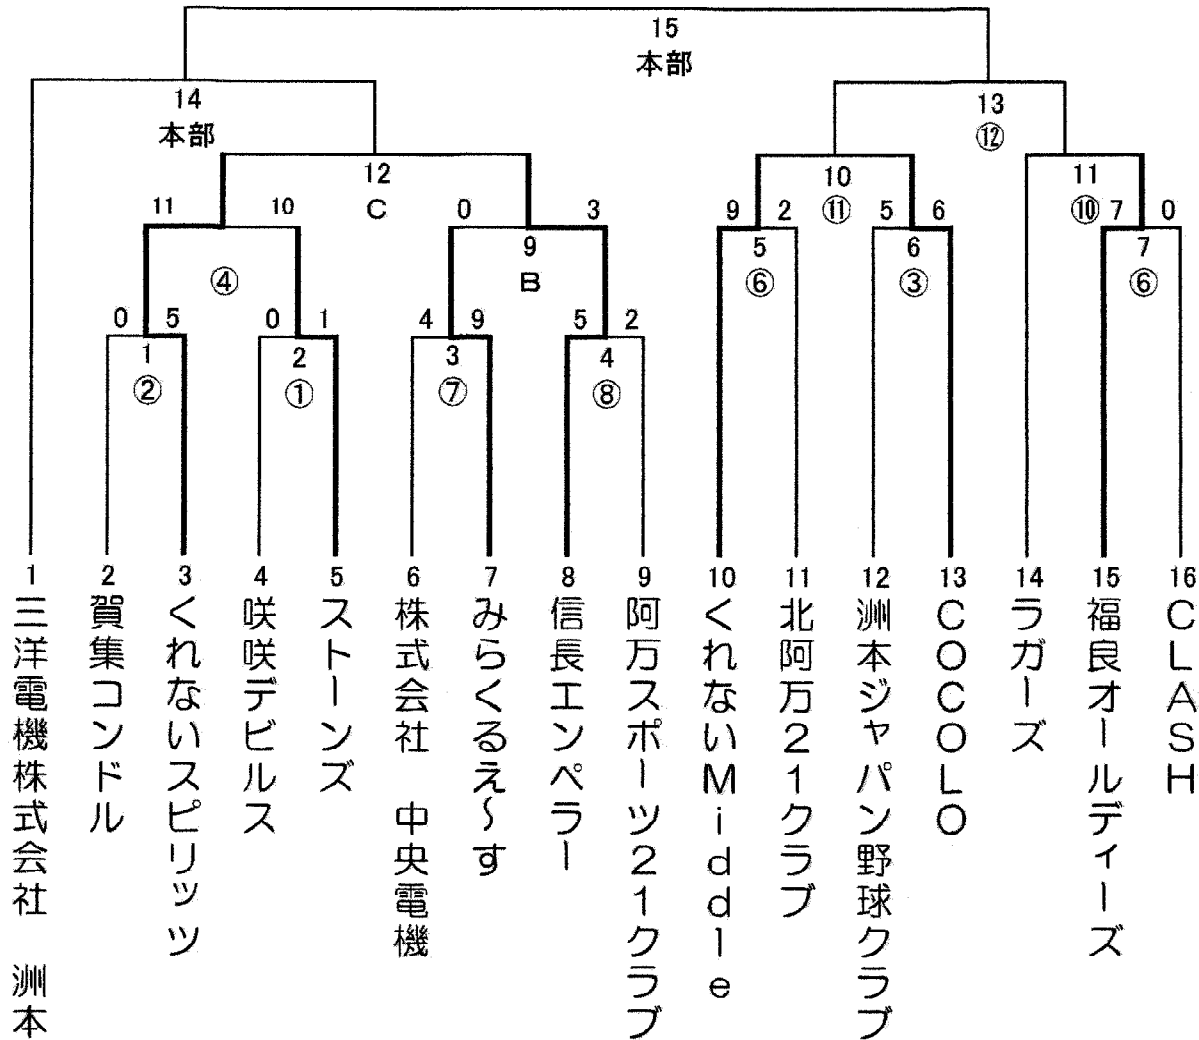 15
本部
14
本部
13
⑫
12
C
10
⑪
11
⑩
11 10 0 3 9 2 5 6 7 0
④
9
B
5
⑥
6
③
7
⑥
0 5 0 1 4 9 5 2
1
②
2
①
3
⑦
4
⑧
1 2 3 4 5 6 7 8 9 10 11 12 13 14 15 16
三洋電機株式会社 洲本
賀集コンドル
くれないスピリッツ
咲咲デビルス
ストーンズ
株式会社 中央電機
みらくるえ～す
信長エンペラー
阿万スポーツ21クラブ
くれないMiddle
北阿万21クラブ
洲本ジャパン野球クラブ
COCOLO
ラガーズ
福良オールディーズ
CLASH